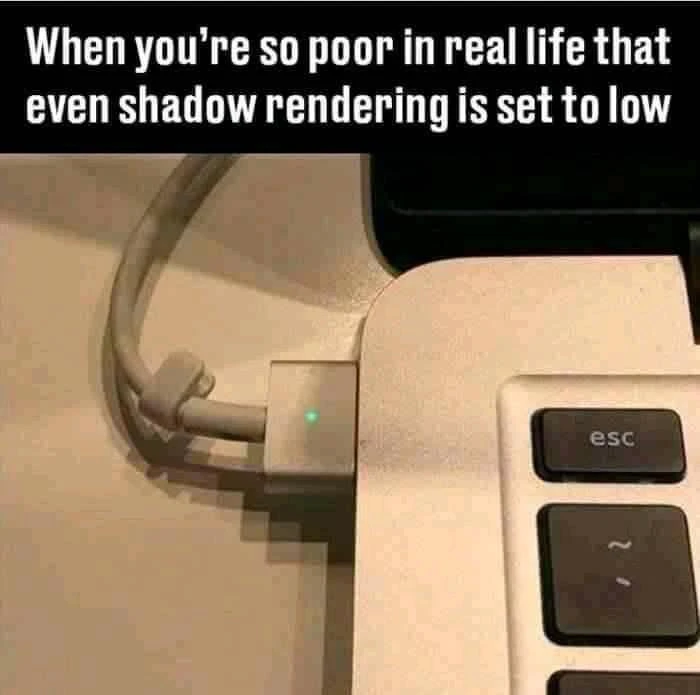 When you're so poor in real life that
even shadow rendering is set to low
esc
~
`